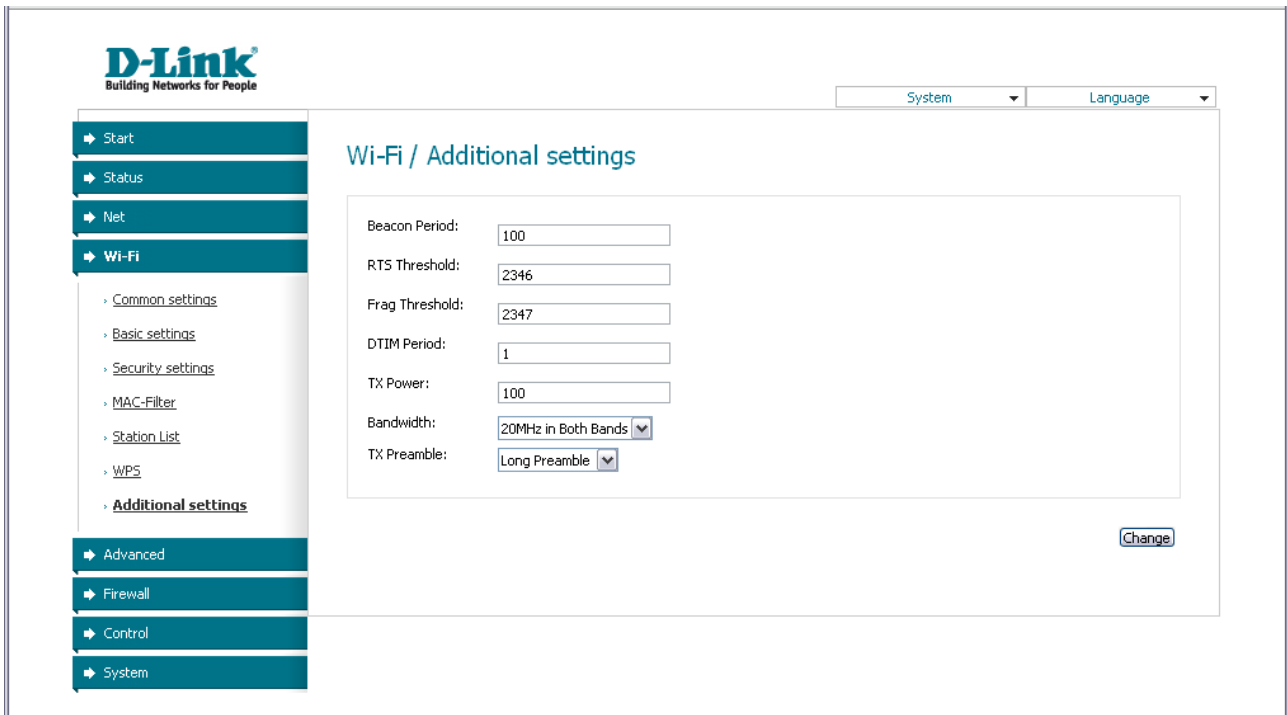 D-Link®
Building Networks for People
System
Language
Start
Status
Net
Wi-Fi
Common settings
Basic settings
Security settings
MAC-Filter
Station List
WPS
Additional settings
Advanced
Firewall
Control
System
Wi-Fi / Additional settings
Beacon Period: 100
RTS Threshold: 2346
Frag Threshold: 2347
DTIM Period: 1
TX Power: 100
Bandwidth: 20MHz in Both Bands
TX Preamble: Long Preamble
Change